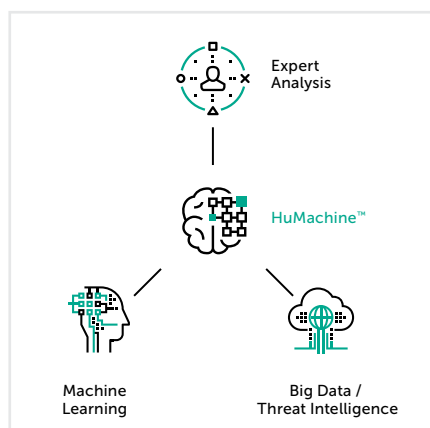 Expert
Analysis
HuMachine™
Machine
Learning
Big Data /
Threat Intelligence